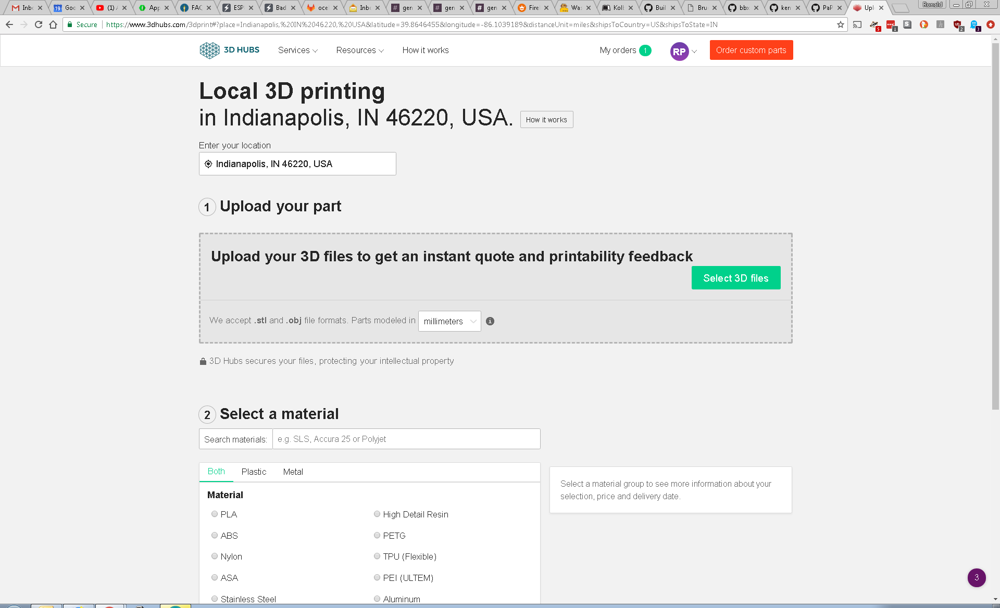 Inb
Goc
(1)
App
FAC
ESP
Bad
ocel
Inb
gen
gen
gen
Firel
Was
Kolb
Buil
Bru
bbx
ken
PaP
Upl
Ronald
Secure https://www.3dhubs.com/3dprint#?place=Indianapolis,%20IN%2046220,%20USA&latitude=39.8646455&longitude=-86.1039189&distanceUnit=miles&shipsToCountry=US&shipsToState=IN
3D HUBS Services Resources How it works My orders 1 RP Order custom parts
Local 3D printing
in Indianapolis, IN 46220, USA. How it works
Enter your location
Indianapolis, IN 46220, USA
1 Upload your part
Upload your 3D files to get an instant quote and printability feedback
Select 3D files
We accept .stl and .obj file formats. Parts modeled in millimeters
3D Hubs secures your files, protecting your intellectual property
2 Select a material
Search materials: e.g. SLS, Accura 25 or Polyjet
Both Plastic Metal
Select a material group to see more information about your
selection, price and delivery date.
Material
PLA High Detail Resin
ABS PETG
Nylon TPU (Flexible)
ASA PEI (ULTEM)
Stainless Steel Aluminum
3